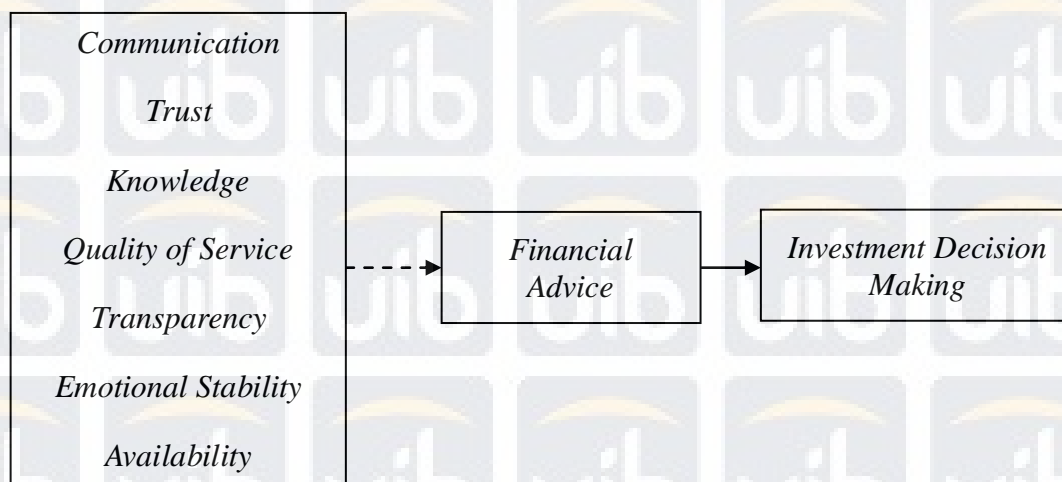 Communication
Trust
Knowledge
Quality of Service
Transparency
Emotional Stability
Availability
Financial
Advice
Investment Decision
Making
uib